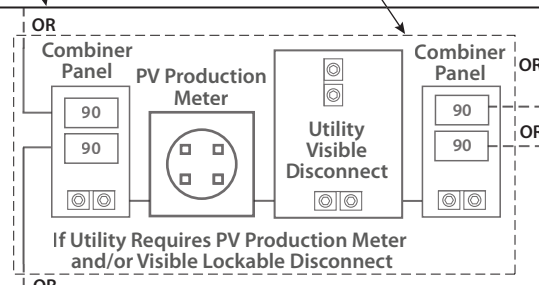 OR
Combiner
Panel
90
90
PV Production
Meter
Utility
Visible
Disconnect
Combiner
Panel
90
90
OR
OR
If Utility Requires PV Production Meter
and/or Visible Lockable Disconnect
OR